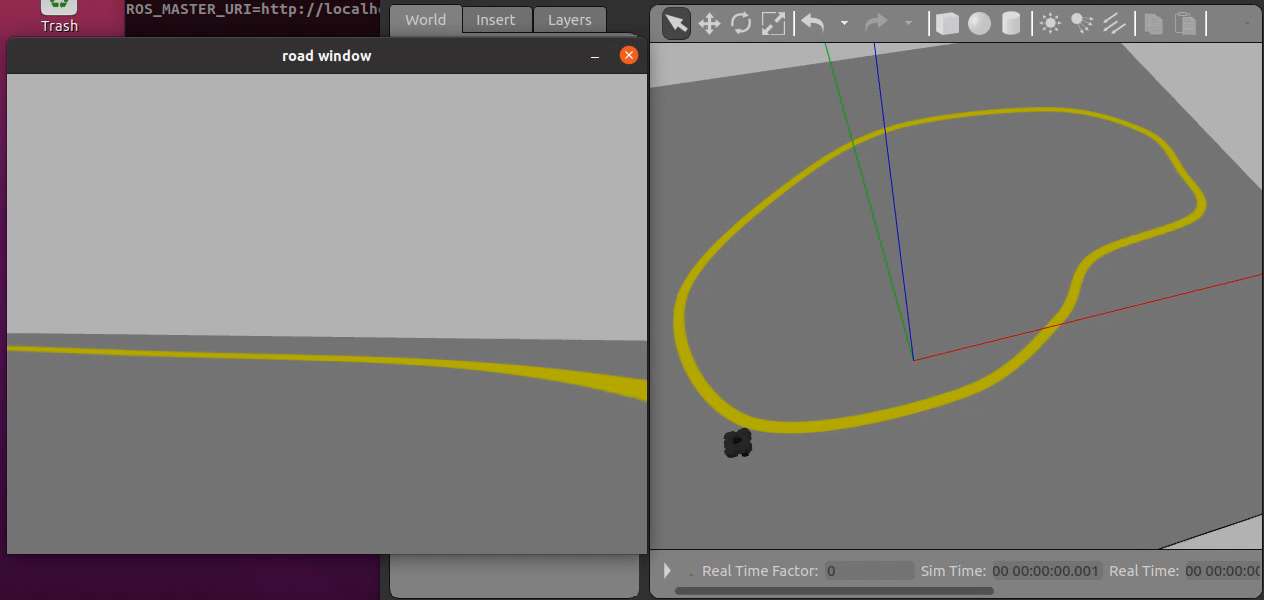 Trash
ROS_MASTER_URI=http://localh
road window
World
Insert
Layers
Real Time Factor:
0
Sim Time:
00 00:00:00.001
Real Time:
00 00:00:00